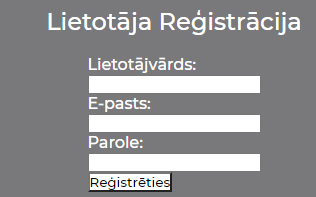 Lietotāja Reģistrācija
Lietotājvārds:
E-pasts:
Parole:
Reģistrēties